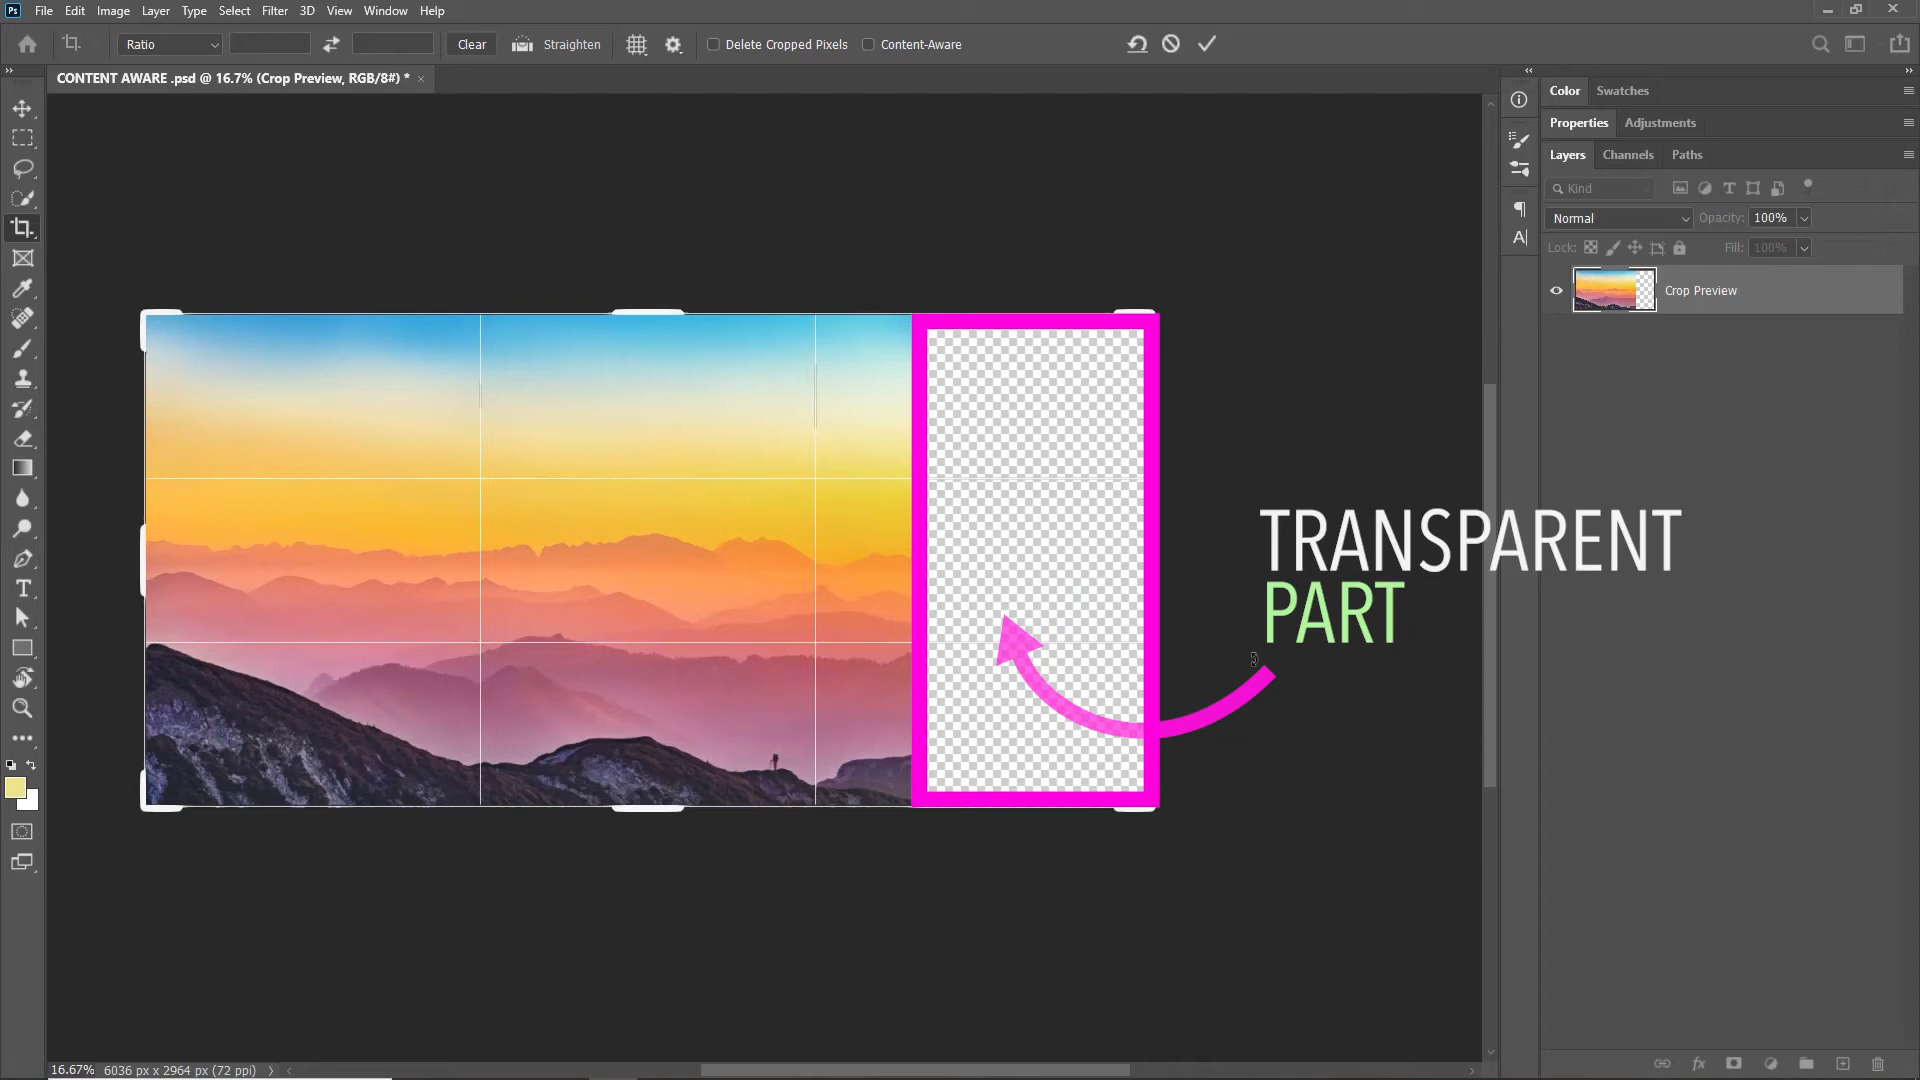 Ps File Edit Image Layer Type Select Filter 3D View Window Help
Ratio Clear Straighten Delete Cropped Pixels Content-Aware
CONTENT AWARE .psd @ 16.7% (Crop Preview, RGB/8#) * ×
Color Swatches
Properties Adjustments
Layers Channels Paths
Kind
Normal Opacity: 100%
Lock: Fill: 100%
Crop Preview
TRANSPARENT
PART
16.67% 6036 px x 2964 px (72 ppi)